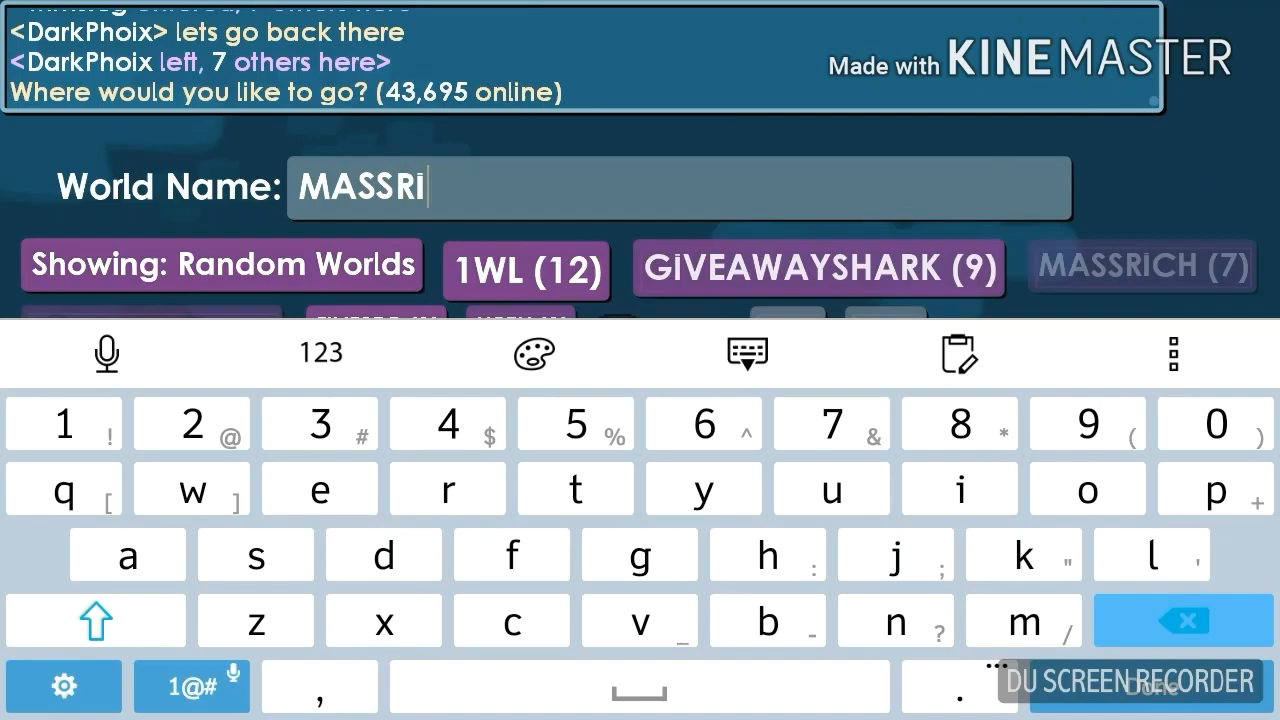 <DarkPhoix> lets go back there
<DarkPhoix left, 7 others here>
Where would you like to go? (43,695 online)
Made with KINEMASTER
World Name: MASSRi
Showing: Random Worlds 1WL (12) GiVEAWAYSHARK (9) MASSRiCH (7)
123
1 ! 2 @ 3 # 4 $ 5 % 6 ^ 7 & 8 * 9 ( 0 )
q [ w ] e r t y u i o p +
a s d f g h : j ; k " l '
z x c v _ b - n ? m /
1@# , . ... Done
DU SCREEN RECORDER